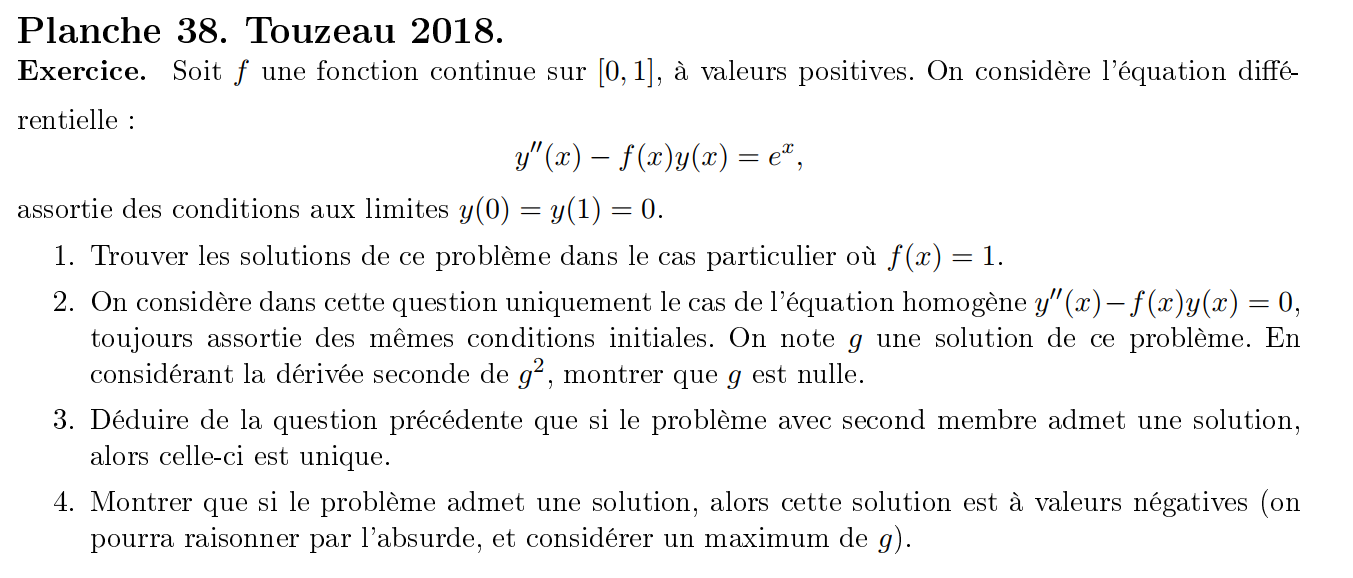 Planche 38. Touzeau 2018.
Exercice. Soit f une fonction continue sur [0, 1], à valeurs positives. On considère l'équation diffé-
rentielle :
y″(x) − f(x)y(x) = eˣ,
assortie des conditions aux limites y(0) = y(1) = 0.
1. Trouver les solutions de ce problème dans le cas particulier où f(x) = 1.
2. On considère dans cette question uniquement le cas de l'équation homogène y″(x)−f(x)y(x) = 0,
toujours assortie des mêmes conditions initiales. On note g une solution de ce problème. En
considérant la dérivée seconde de g², montrer que g est nulle.
3. Déduire de la question précédente que si le problème avec second membre admet une solution,
alors celle-ci est unique.
4. Montrer que si le problème admet une solution, alors cette solution est à valeurs négatives (on
pourra raisonner par l'absurde, et considérer un maximum de g).